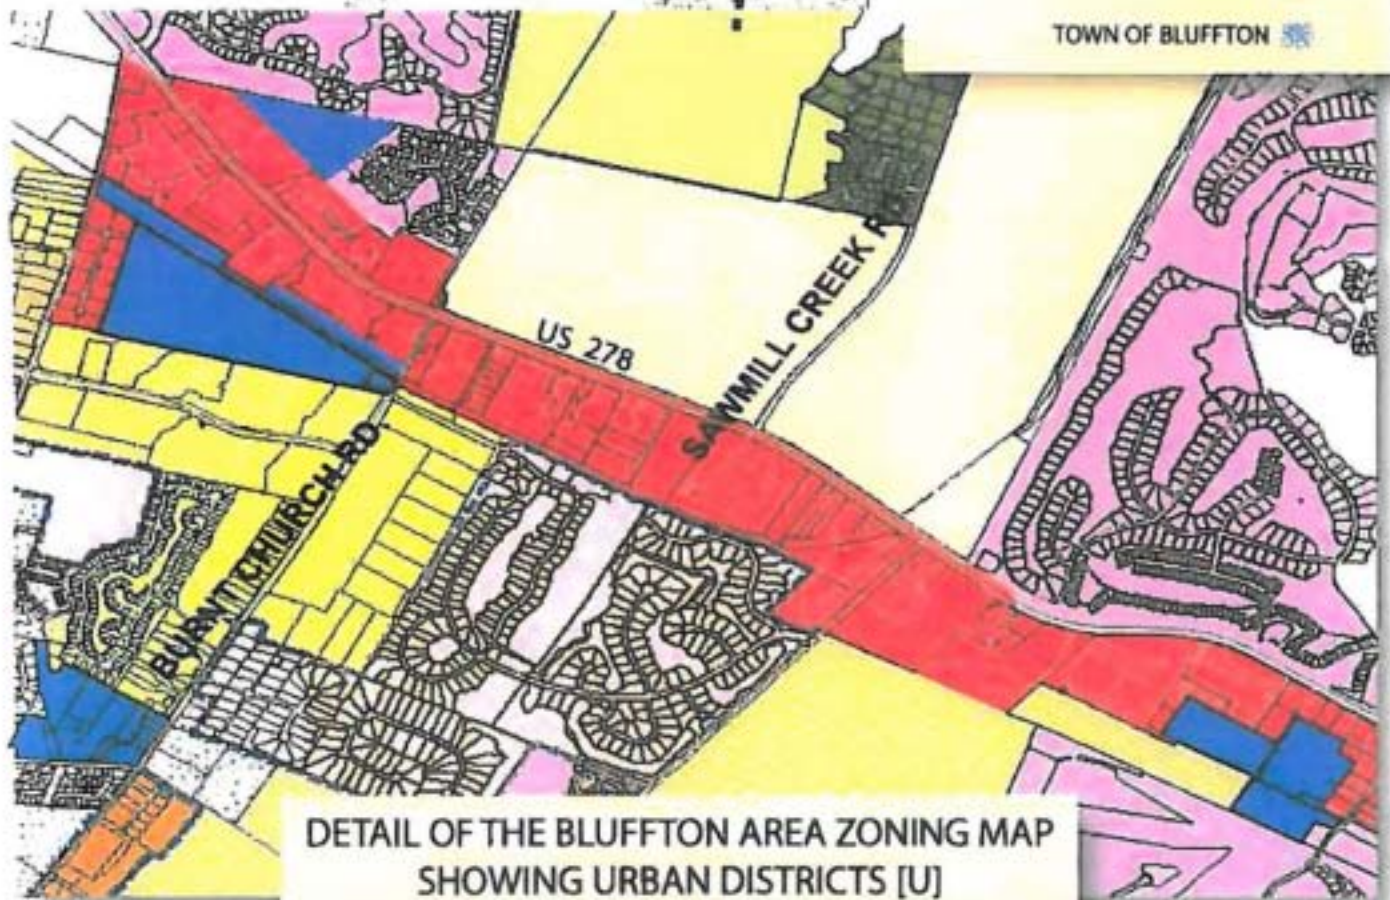 TOWN OF BLUFFTON
US 278
SAWMILL CREEK R
BURNT CHURCH RD
DETAIL OF THE BLUFFTON AREA ZONING MAP
SHOWING URBAN DISTRICTS [U]